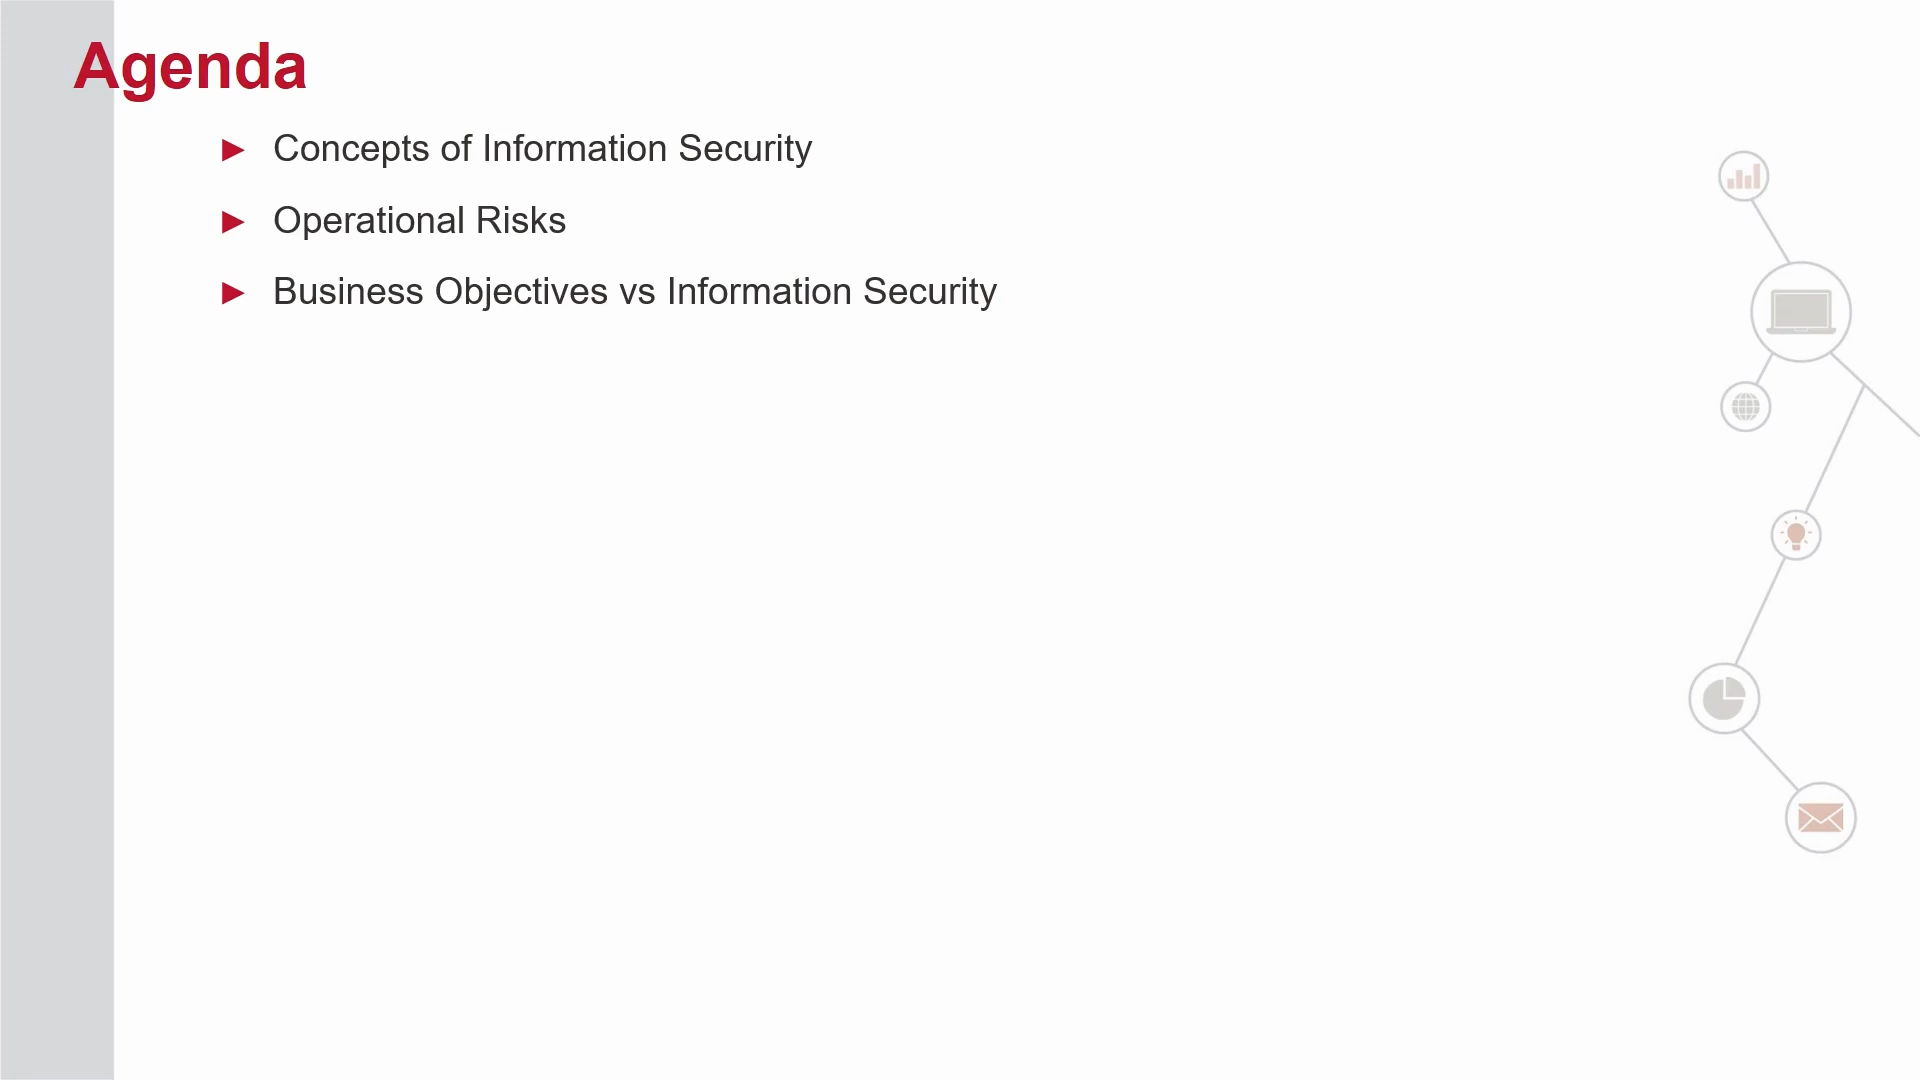 Agenda
► Concepts of Information Security
► Operational Risks
► Business Objectives vs Information Security